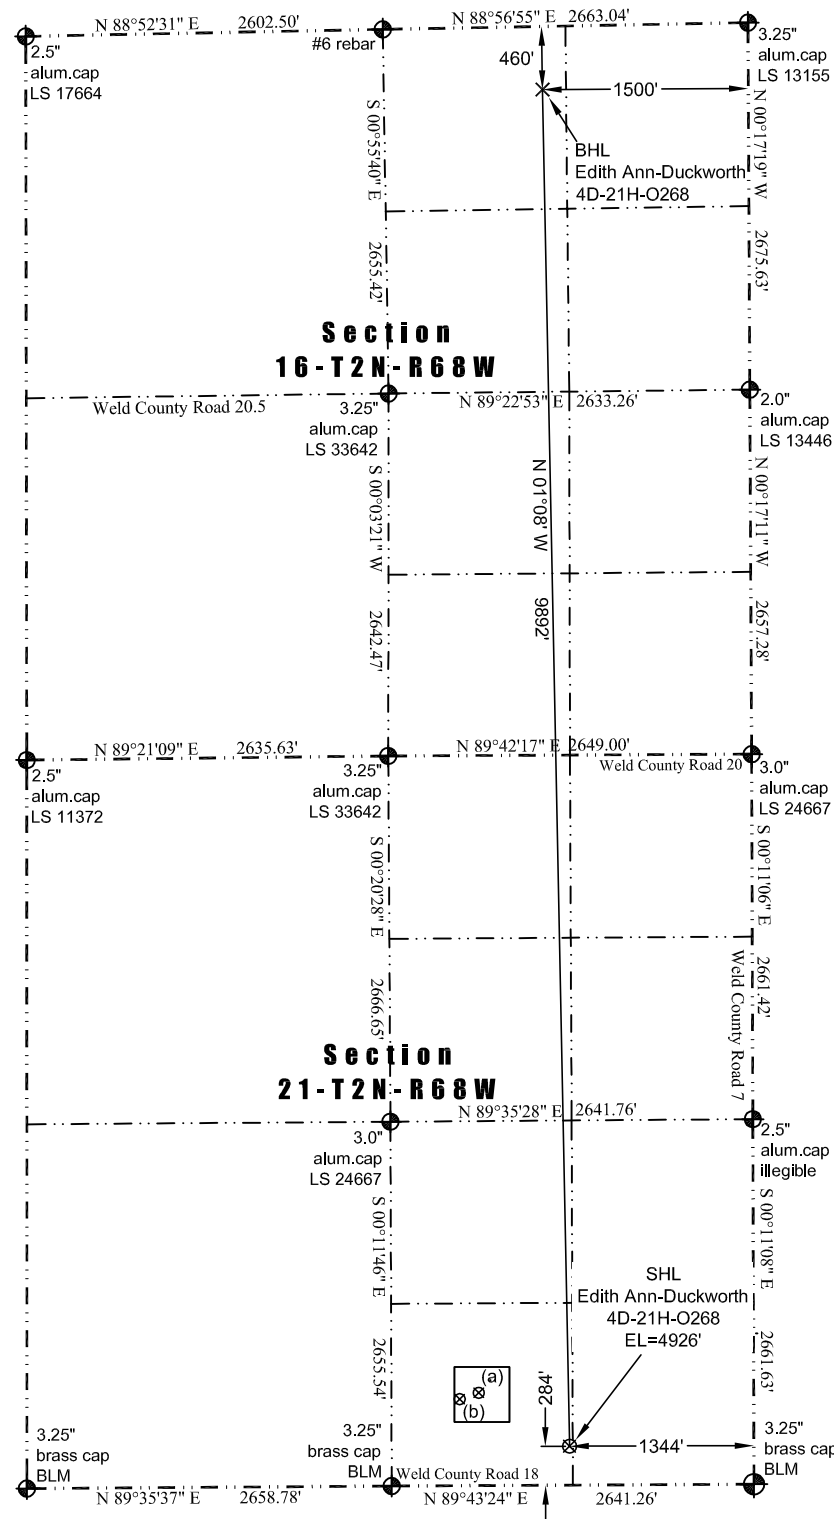 N 88°52'31" E 2602.50'
N 88°56'55" E 2663.04'
2.5"
alum.cap
LS 17664
#6 rebar
460'
3.25"
alum.cap
LS 13155
1500'
BHL
Edith Ann-Duckworth
4D-21H-O268
S 00°55'40" E
2655.42'
N 00°17'19" W
2675.63'
Section
16-T2N-R68W
Weld County Road 20.5
3.25"
alum.cap
LS 33642
N 89°22'53" E 2633.26'
2.0"
alum.cap
LS 13446
S 00°03'21" W
2642.47'
N 01°08' W
9892'
N 00°17'11" W
2657.28'
N 89°21'09" E 2635.63'
N 89°42'17" E 2649.00'
Weld County Road 20
2.5"
alum.cap
LS 11372
3.25"
alum.cap
LS 33642
3.0"
alum.cap
LS 24667
S 00°20'28" E
2666.65'
S 00°11'06" E
2661.42'
Weld County Road 7
Section
21-T2N-R68W
N 89°35'28" E 2641.76'
3.0"
alum.cap
LS 24667
2.5"
alum.cap
illegible
S 00°11'46" E
2655.54'
S 00°11'08" E
2661.63'
SHL
Edith Ann-Duckworth
4D-21H-O268
EL=4926'
(a)
(b)
284'
1344'
3.25"
brass cap
BLM
3.25"
brass cap
BLM
3.25"
brass cap
BLM
Weld County Road 18
N 89°35'37" E 2658.78'
N 89°43'24" E 2641.26'